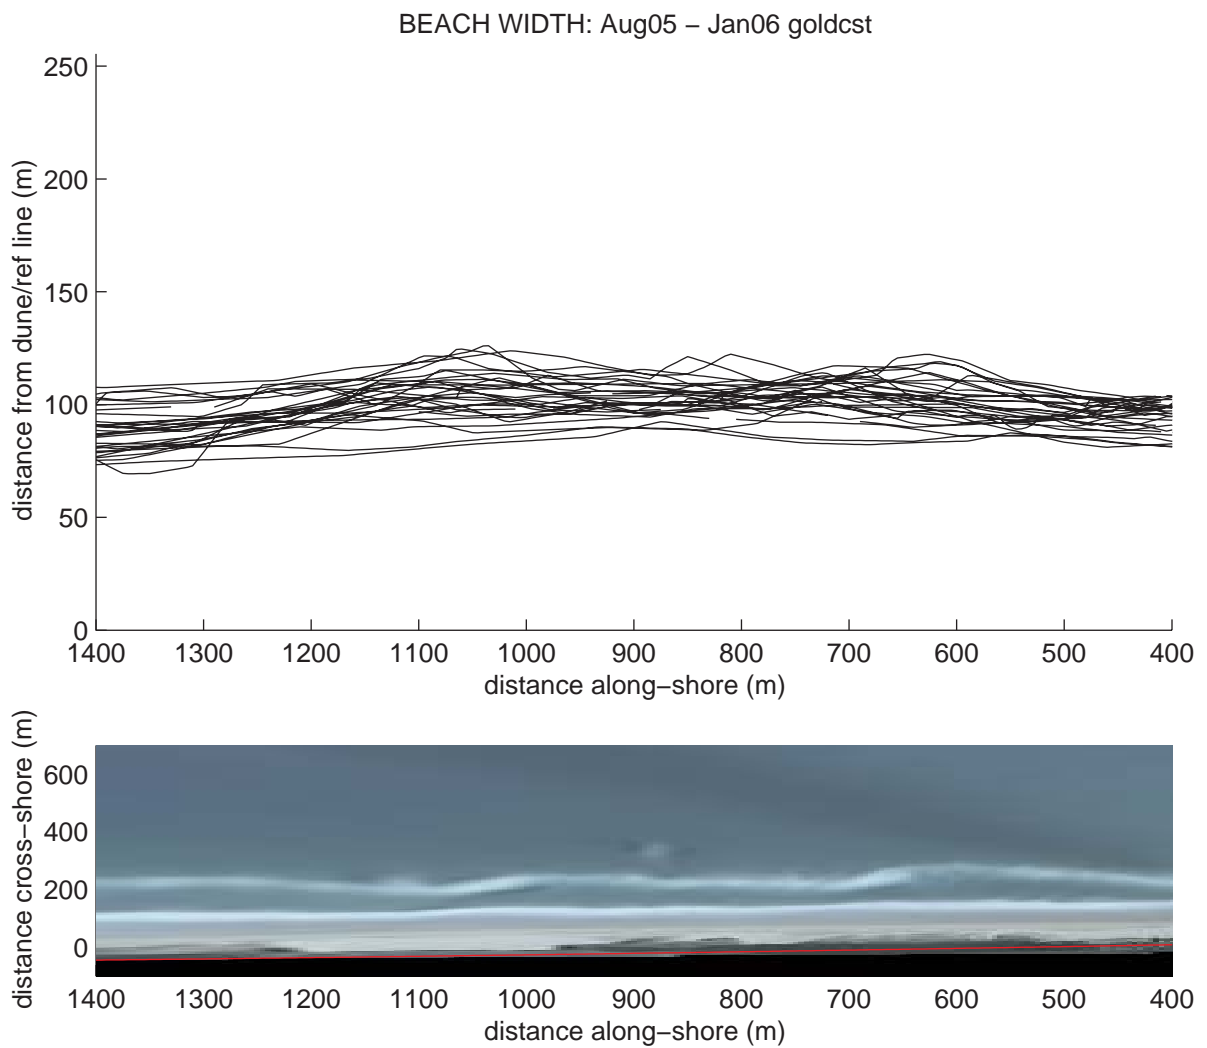 BEACH WIDTH: Aug05 − Jan06 goldcst
distance from dune/ref line (m)
250
200
150
100
50
0
1400 1300 1200 1100 1000 900 800 700 600 500 400
distance along−shore (m)
distance cross−shore (m)
600
400
200
0
1400 1300 1200 1100 1000 900 800 700 600 500 400
distance along−shore (m)